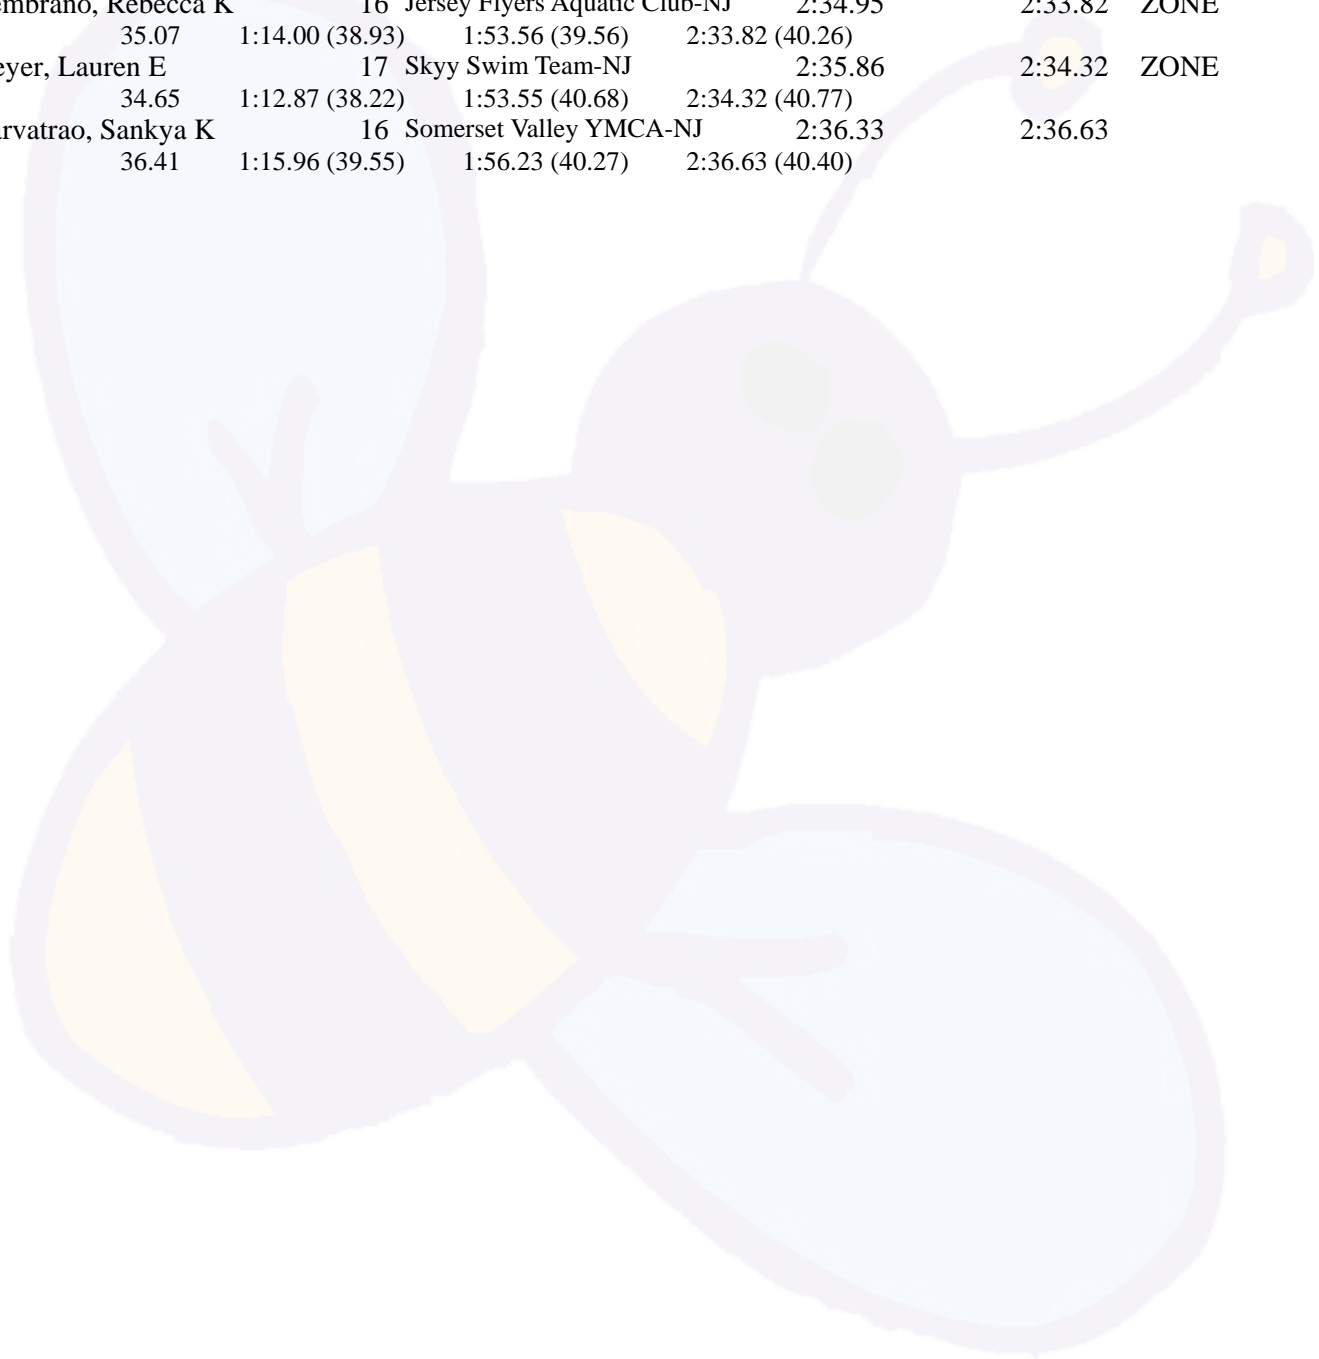 embrano, Rebecca K 16 Jersey Flyers Aquatic Club-NJ 2:34.95 2:33.82 ZONE
35.07 1:14.00 (38.93) 1:53.56 (39.56) 2:33.82 (40.26)
eyer, Lauren E 17 Skyy Swim Team-NJ 2:35.86 2:34.32 ZONE
34.65 1:12.87 (38.22) 1:53.55 (40.68) 2:34.32 (40.77)
arvatrao, Sankya K 16 Somerset Valley YMCA-NJ 2:36.33 2:36.63
36.41 1:15.96 (39.55) 1:56.23 (40.27) 2:36.63 (40.40)